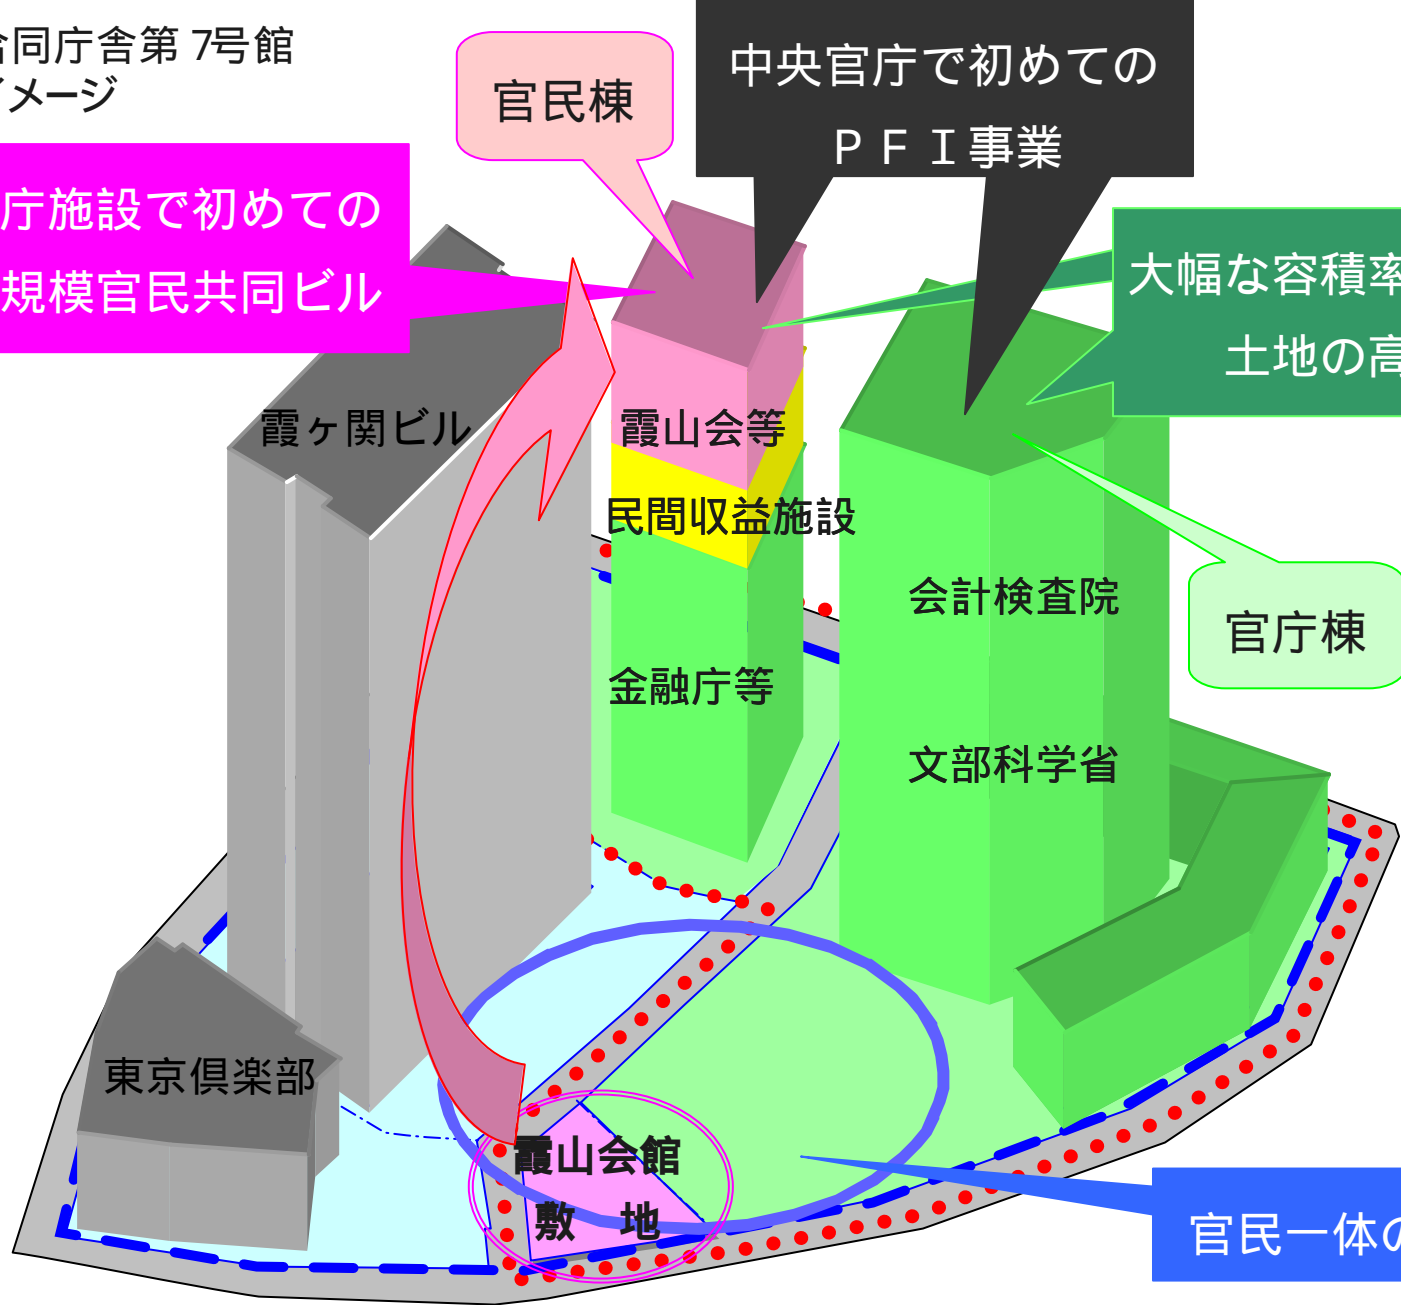 合同庁舎第7号館
イメージ
官民棟
中央官庁で初めての
ＰＦＩ事業
庁施設で初めての
規模官民共同ビル
大幅な容積率
土地の高
霞ヶ関ビル
霞山会等
民間収益施設
会計検査院
官庁棟
金融庁等
文部科学省
東京倶楽部
霞山会館
敷　地
官民一体の